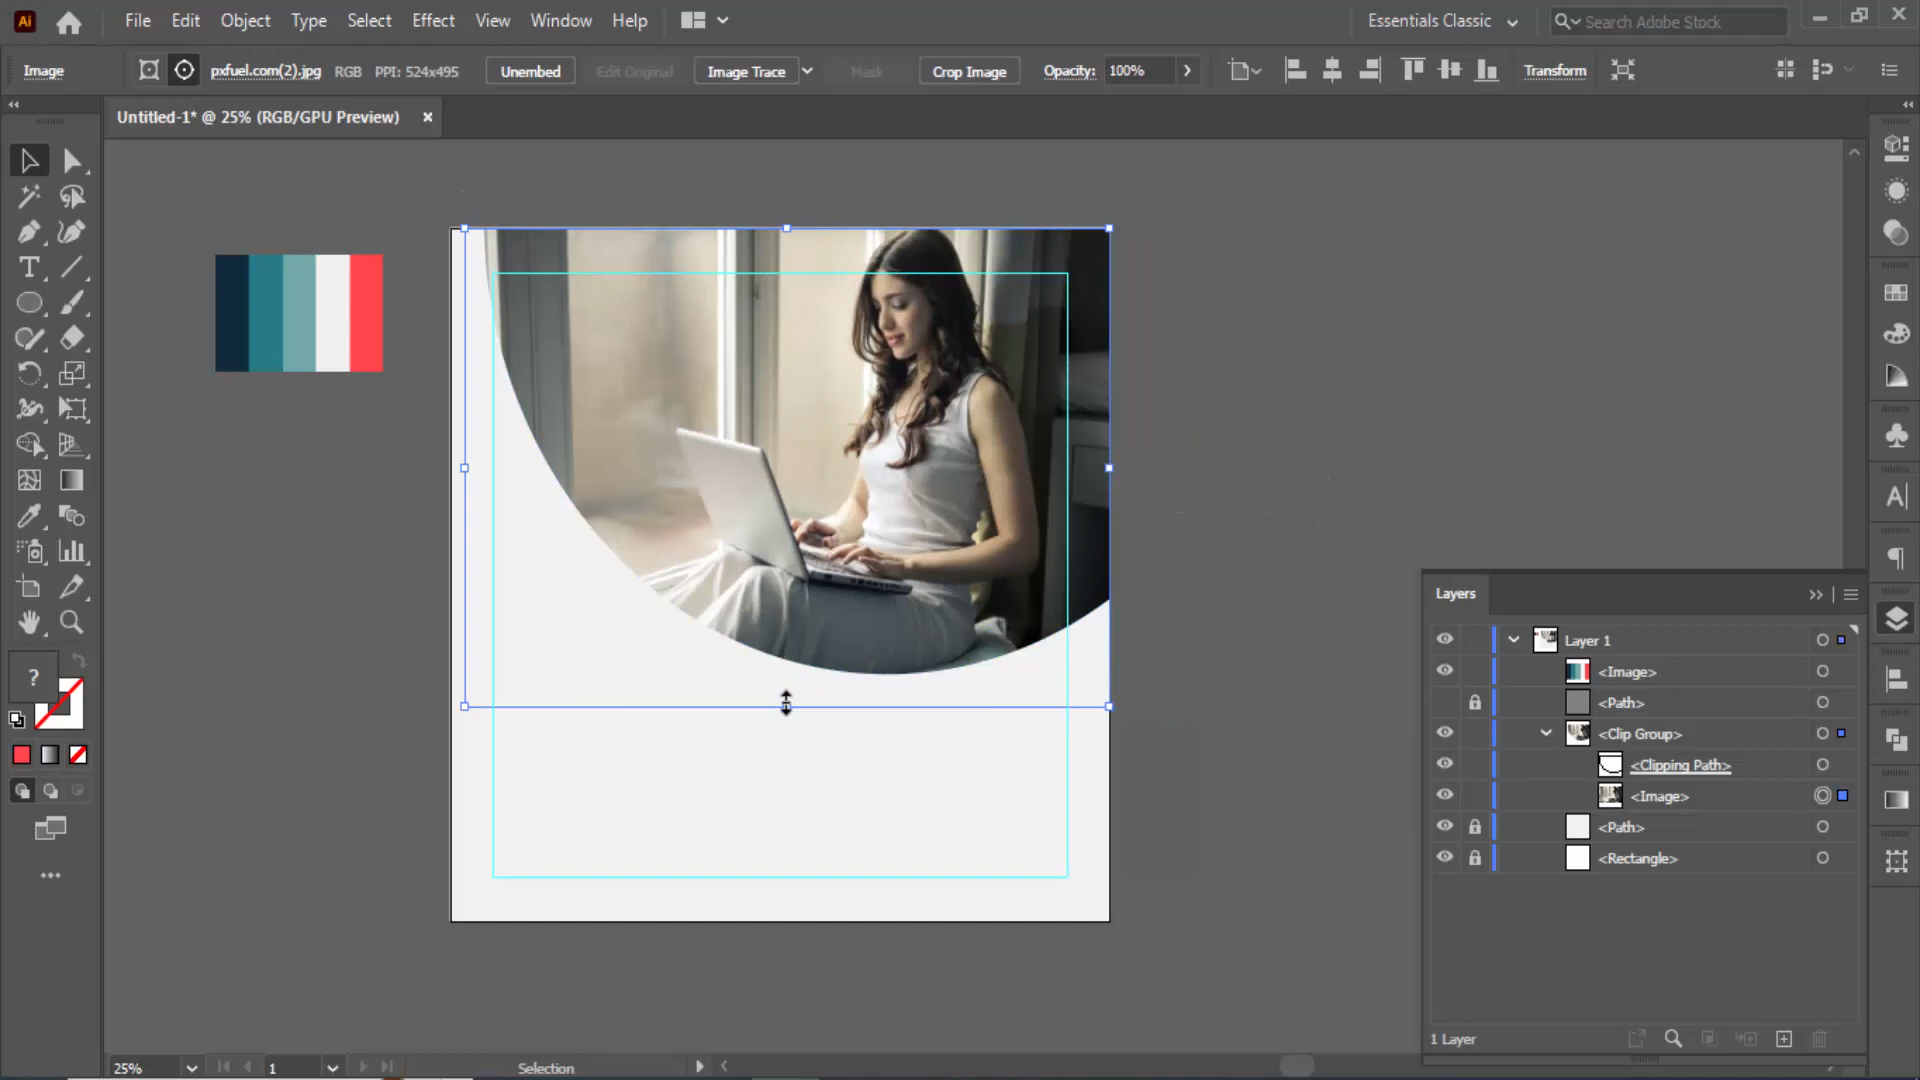 Ai File Edit Object Type Select Effect View Window Help Essentials Classic Search Adobe Stock
Image pxfuel.com(2).jpg RGB PPI: 524x495 Unembed Edit Original Image Trace Mask Crop Image Opacity: 100% Transform
Untitled-1* @ 25% (RGB/GPU Preview)
?
Layers
Layer 1
<Image>
<Path>
<Clip Group>
<Clipping Path>
<Image>
<Path>
<Rectangle>
1 Layer
25% 1 Selection